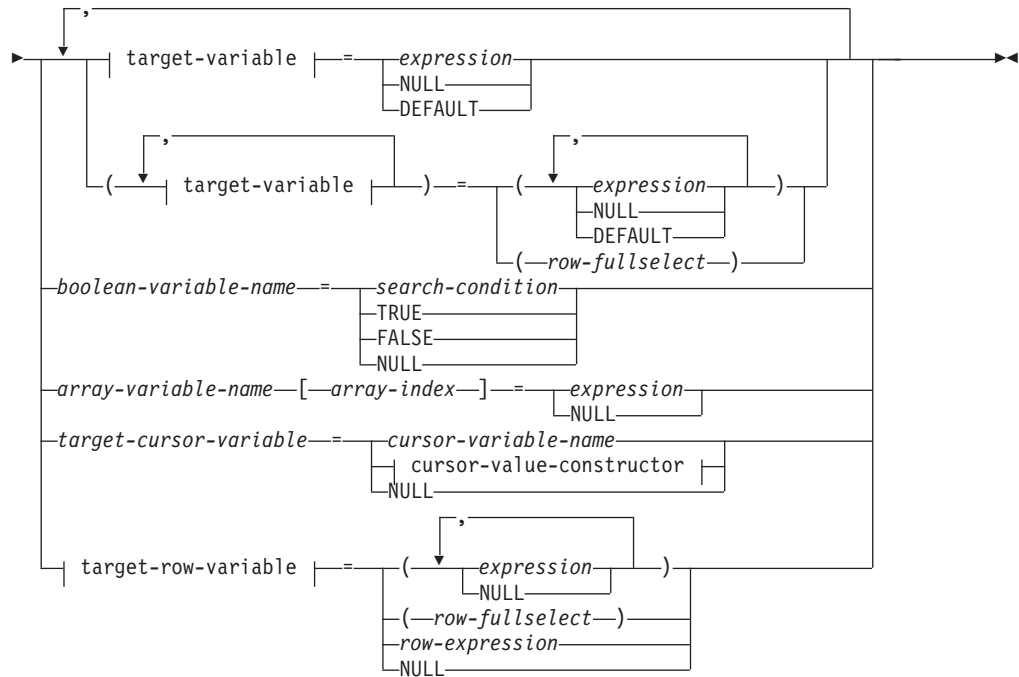 ,
target-variable = expression
NULL
DEFAULT
, ,
( target-variable ) = ( expression )
NULL
DEFAULT
( row-fullselect )
boolean-variable-name = search-condition
TRUE
FALSE
NULL
array-variable-name [ array-index ] = expression
NULL
target-cursor-variable = cursor-variable-name
cursor-value-constructor
NULL
,
target-row-variable = ( expression )
NULL
( row-fullselect )
row-expression
NULL